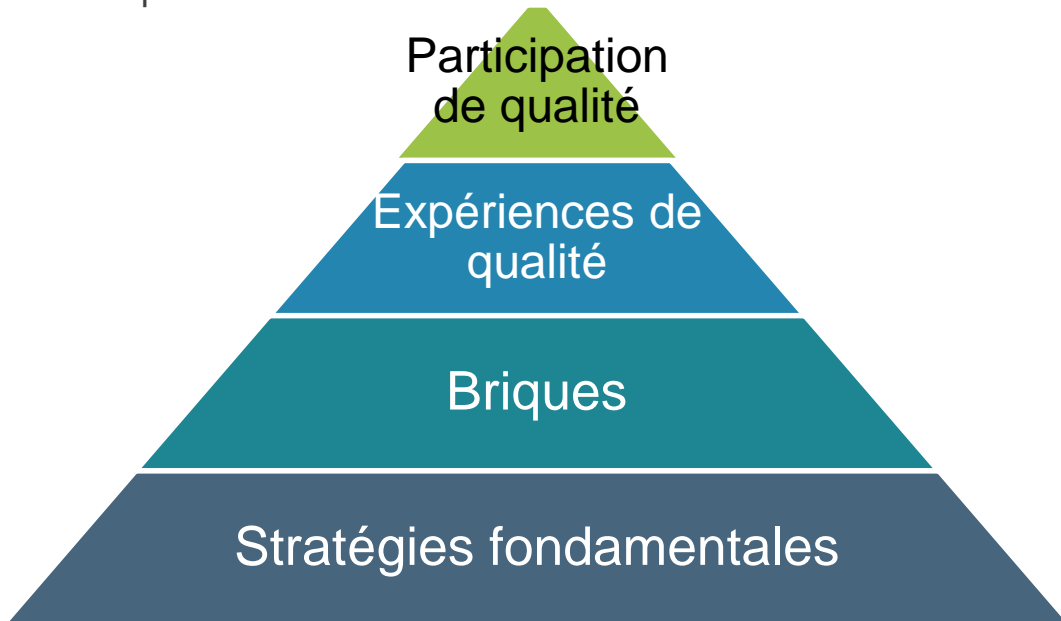 Participation
de qualité
Expériences de
qualité
Briques
Stratégies fondamentales